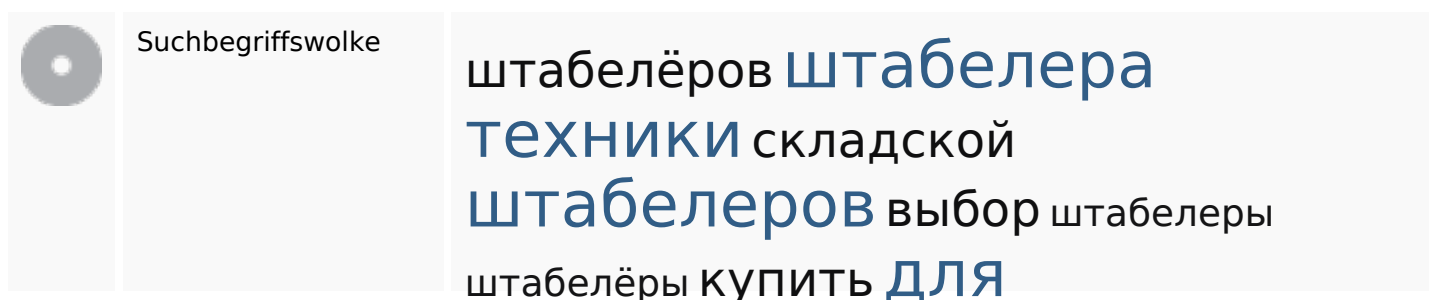 Suchbegriffswolke
штабелёров штабелера
техники складской
штабелеров выбор штабелеры
штабелёры купить для